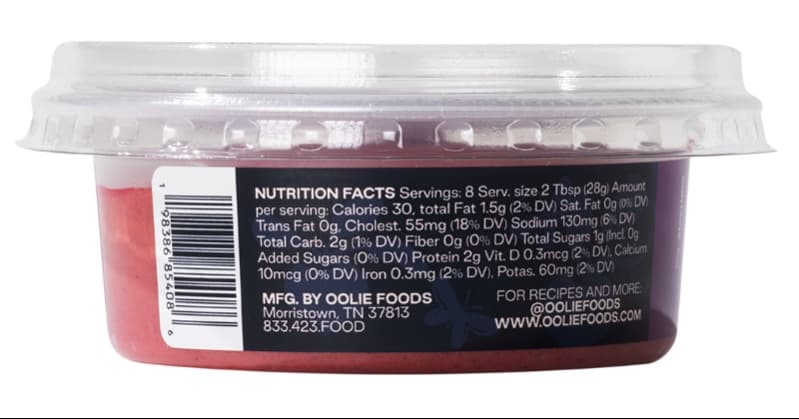 NUTRITION FACTS Servings: 8 Serv. size 2 Tbsp (28g) Amount
per serving: Calories 30, total Fat 1.5g (2% DV) Sat. Fat 0g (0% DV)
Trans Fat 0g, Cholest. 55mg (18% DV) Sodium 130mg (6% DV)
Total Carb. 2g (1% DV) Fiber 0g (0% DV) Total Sugars 1g (Incl. 0g
Added Sugars (0% DV) Protein 2g Vit. D 0.3mcg (2% DV), Calcium
10mcg (0% DV) Iron 0.3mg (2% DV), Potas. 60mg (2% DV)
MFG. BY OOLIE FOODS
Morristown, TN 37813
833.423.FOOD
FOR RECIPES AND MORE:
@OOLIEFOODS
WWW.OOLIEFOODS.COM
1 98386 85408 6